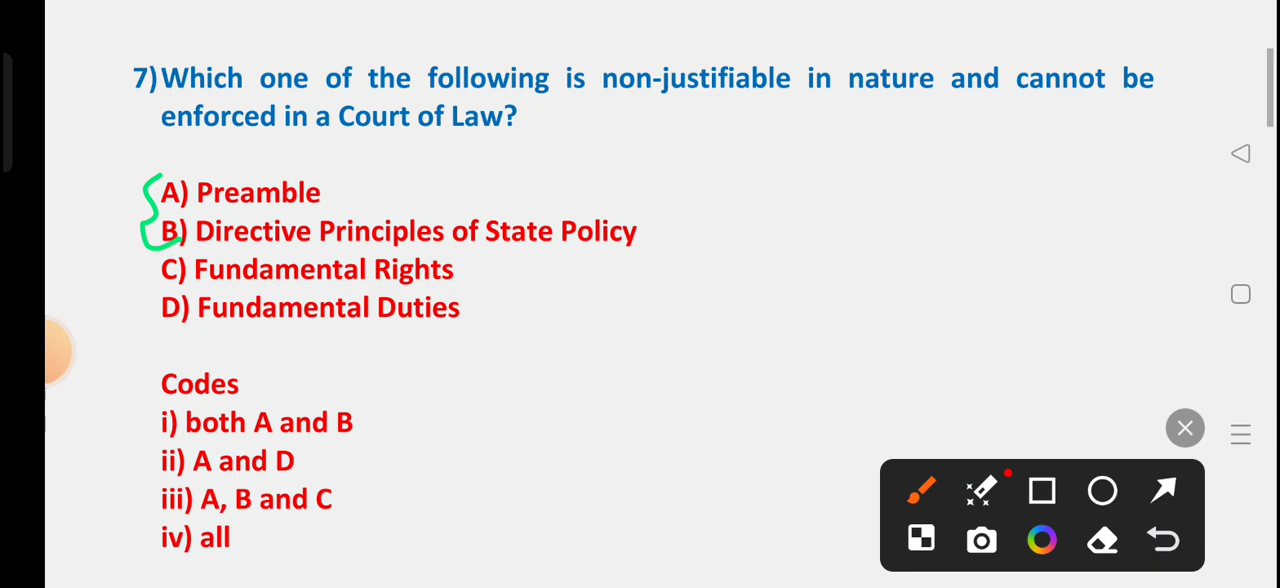 7) Which one of the following is non-justifiable in nature and cannot be
enforced in a Court of Law?
A) Preamble
B) Directive Principles of State Policy
C) Fundamental Rights
D) Fundamental Duties
Codes
i) both A and B
ii) A and D
iii) A, B and C
iv) all